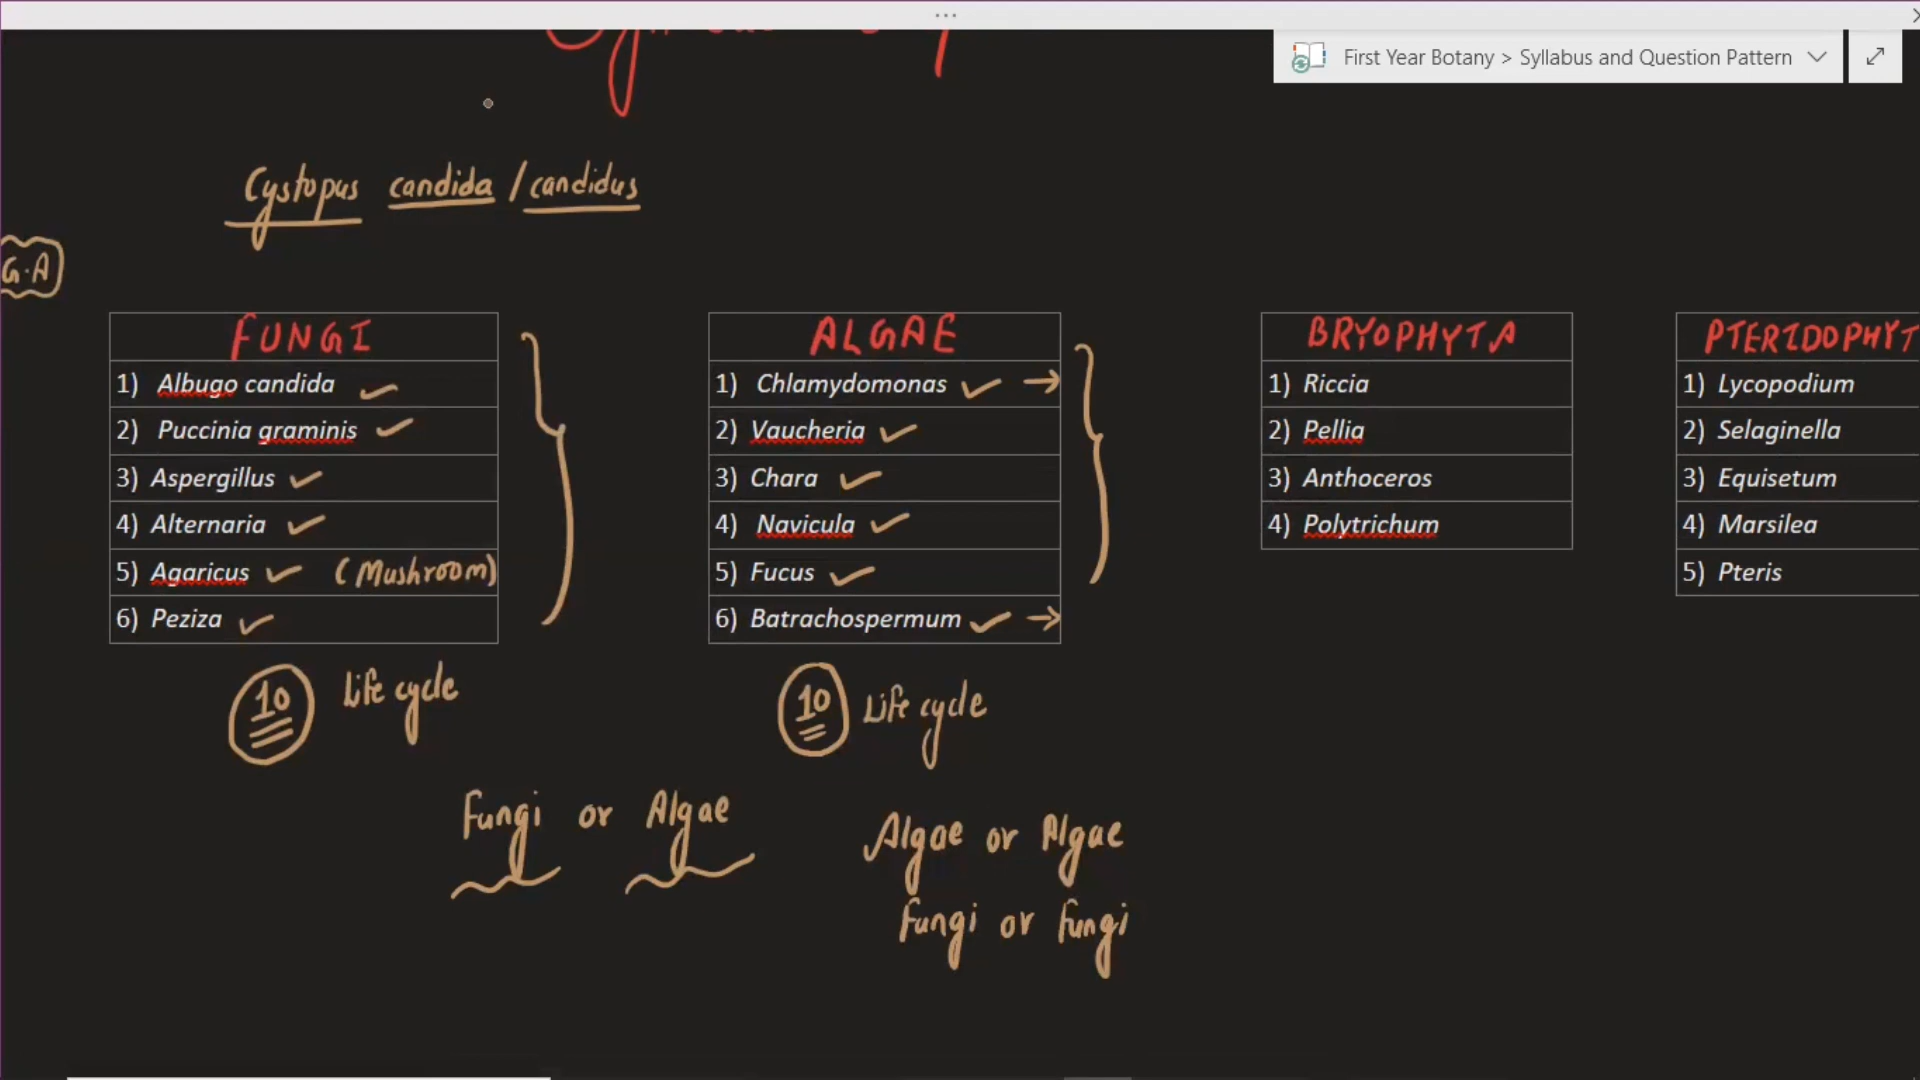 First Year Botany > Syllabus and Question Pattern
Cystopus candida / candidus
G.A
FUNGI
1) Albugo candida
2) Puccinia graminis
3) Aspergillus
4) Alternaria
5) Agaricus (Mushroom)
6) Peziza
10 Life cycle
ALGAE
1) Chlamydomonas →
2) Vaucheria
3) Chara
4) Navicula
5) Fucus
6) Batrachospermum →
10 Life cycle
BRYOPHYTA
1) Riccia
2) Pellia
3) Anthoceros
4) Polytrichum
PTERIDOPHYT
1) Lycopodium
2) Selaginella
3) Equisetum
4) Marsilea
5) Pteris
Fungi or Algae
Algae or Algae
Fungi or Fungi